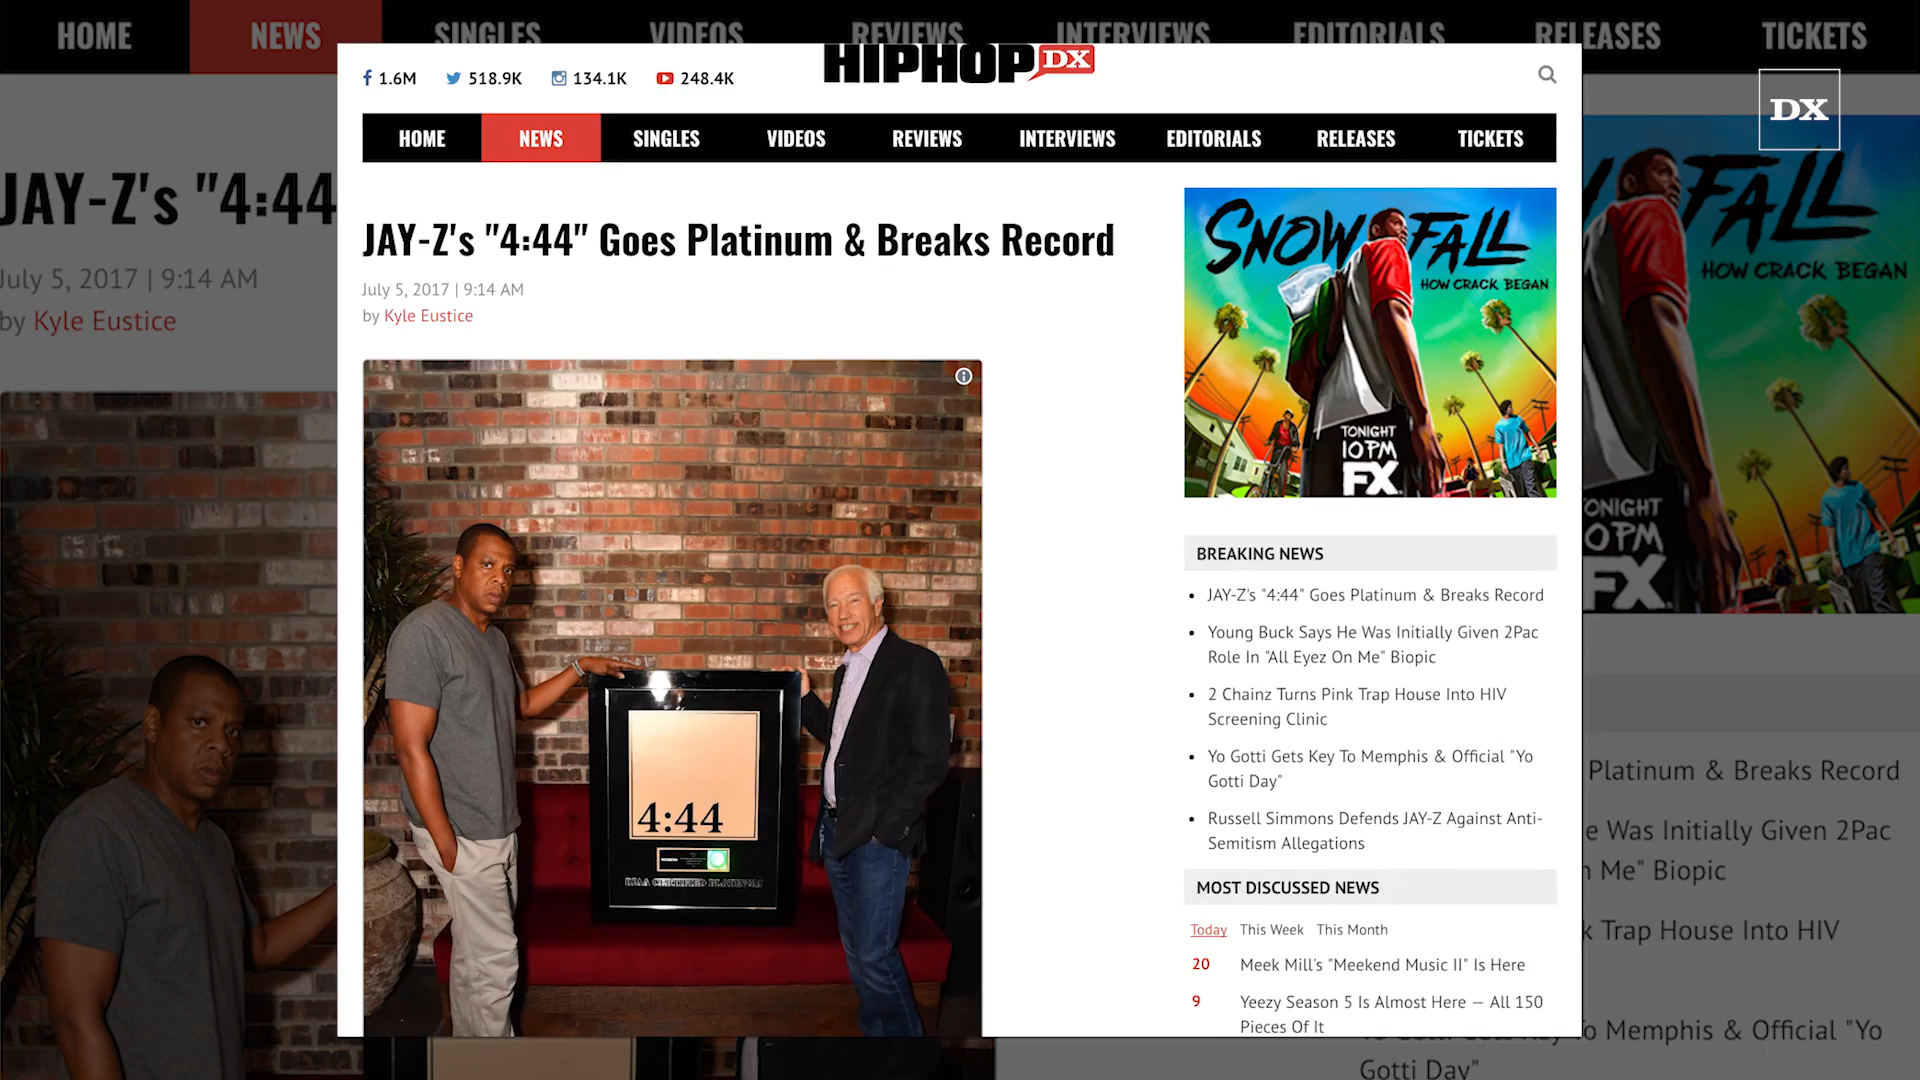 HOME NEWS SINGLES VIDEOS REVIEWS INTERVIEWS EDITORIALS RELEASES TICKETS
1.6M 518.9K 134.1K 248.4K
HIPHOPDX
DX
HOME NEWS SINGLES VIDEOS REVIEWS INTERVIEWS EDITORIALS RELEASES TICKETS
JAY-Z's "4:44
July 5, 2017 | 9:14 AM
by Kyle Eustice
JAY-Z's "4:44" Goes Platinum & Breaks Record
July 5, 2017 | 9:14 AM
by Kyle Eustice
4:44
RIAA CERTIFIED PLATINUM
SNOWFALL
HOW CRACK BEGAN
TONIGHT
10PM
FX
BREAKING NEWS
• JAY-Z's "4:44" Goes Platinum & Breaks Record
• Young Buck Says He Was Initially Given 2Pac
Role In "All Eyez On Me" Biopic
• 2 Chainz Turns Pink Trap House Into HIV
Screening Clinic
• Yo Gotti Gets Key To Memphis & Official "Yo
Gotti Day"
• Russell Simmons Defends JAY-Z Against Anti-
Semitism Allegations
MOST DISCUSSED NEWS
Today This Week This Month
20 Meek Mill's "Meekend Music II" Is Here
9 Yeezy Season 5 Is Almost Here — All 150
Pieces Of It
FALL
HOW CRACK BEGAN
ONIGHT
0PM
FX
Platinum & Breaks Record
e Was Initially Given 2Pac
Me" Biopic
k Trap House Into HIV
To Memphis & Official "Yo
Gotti Day"